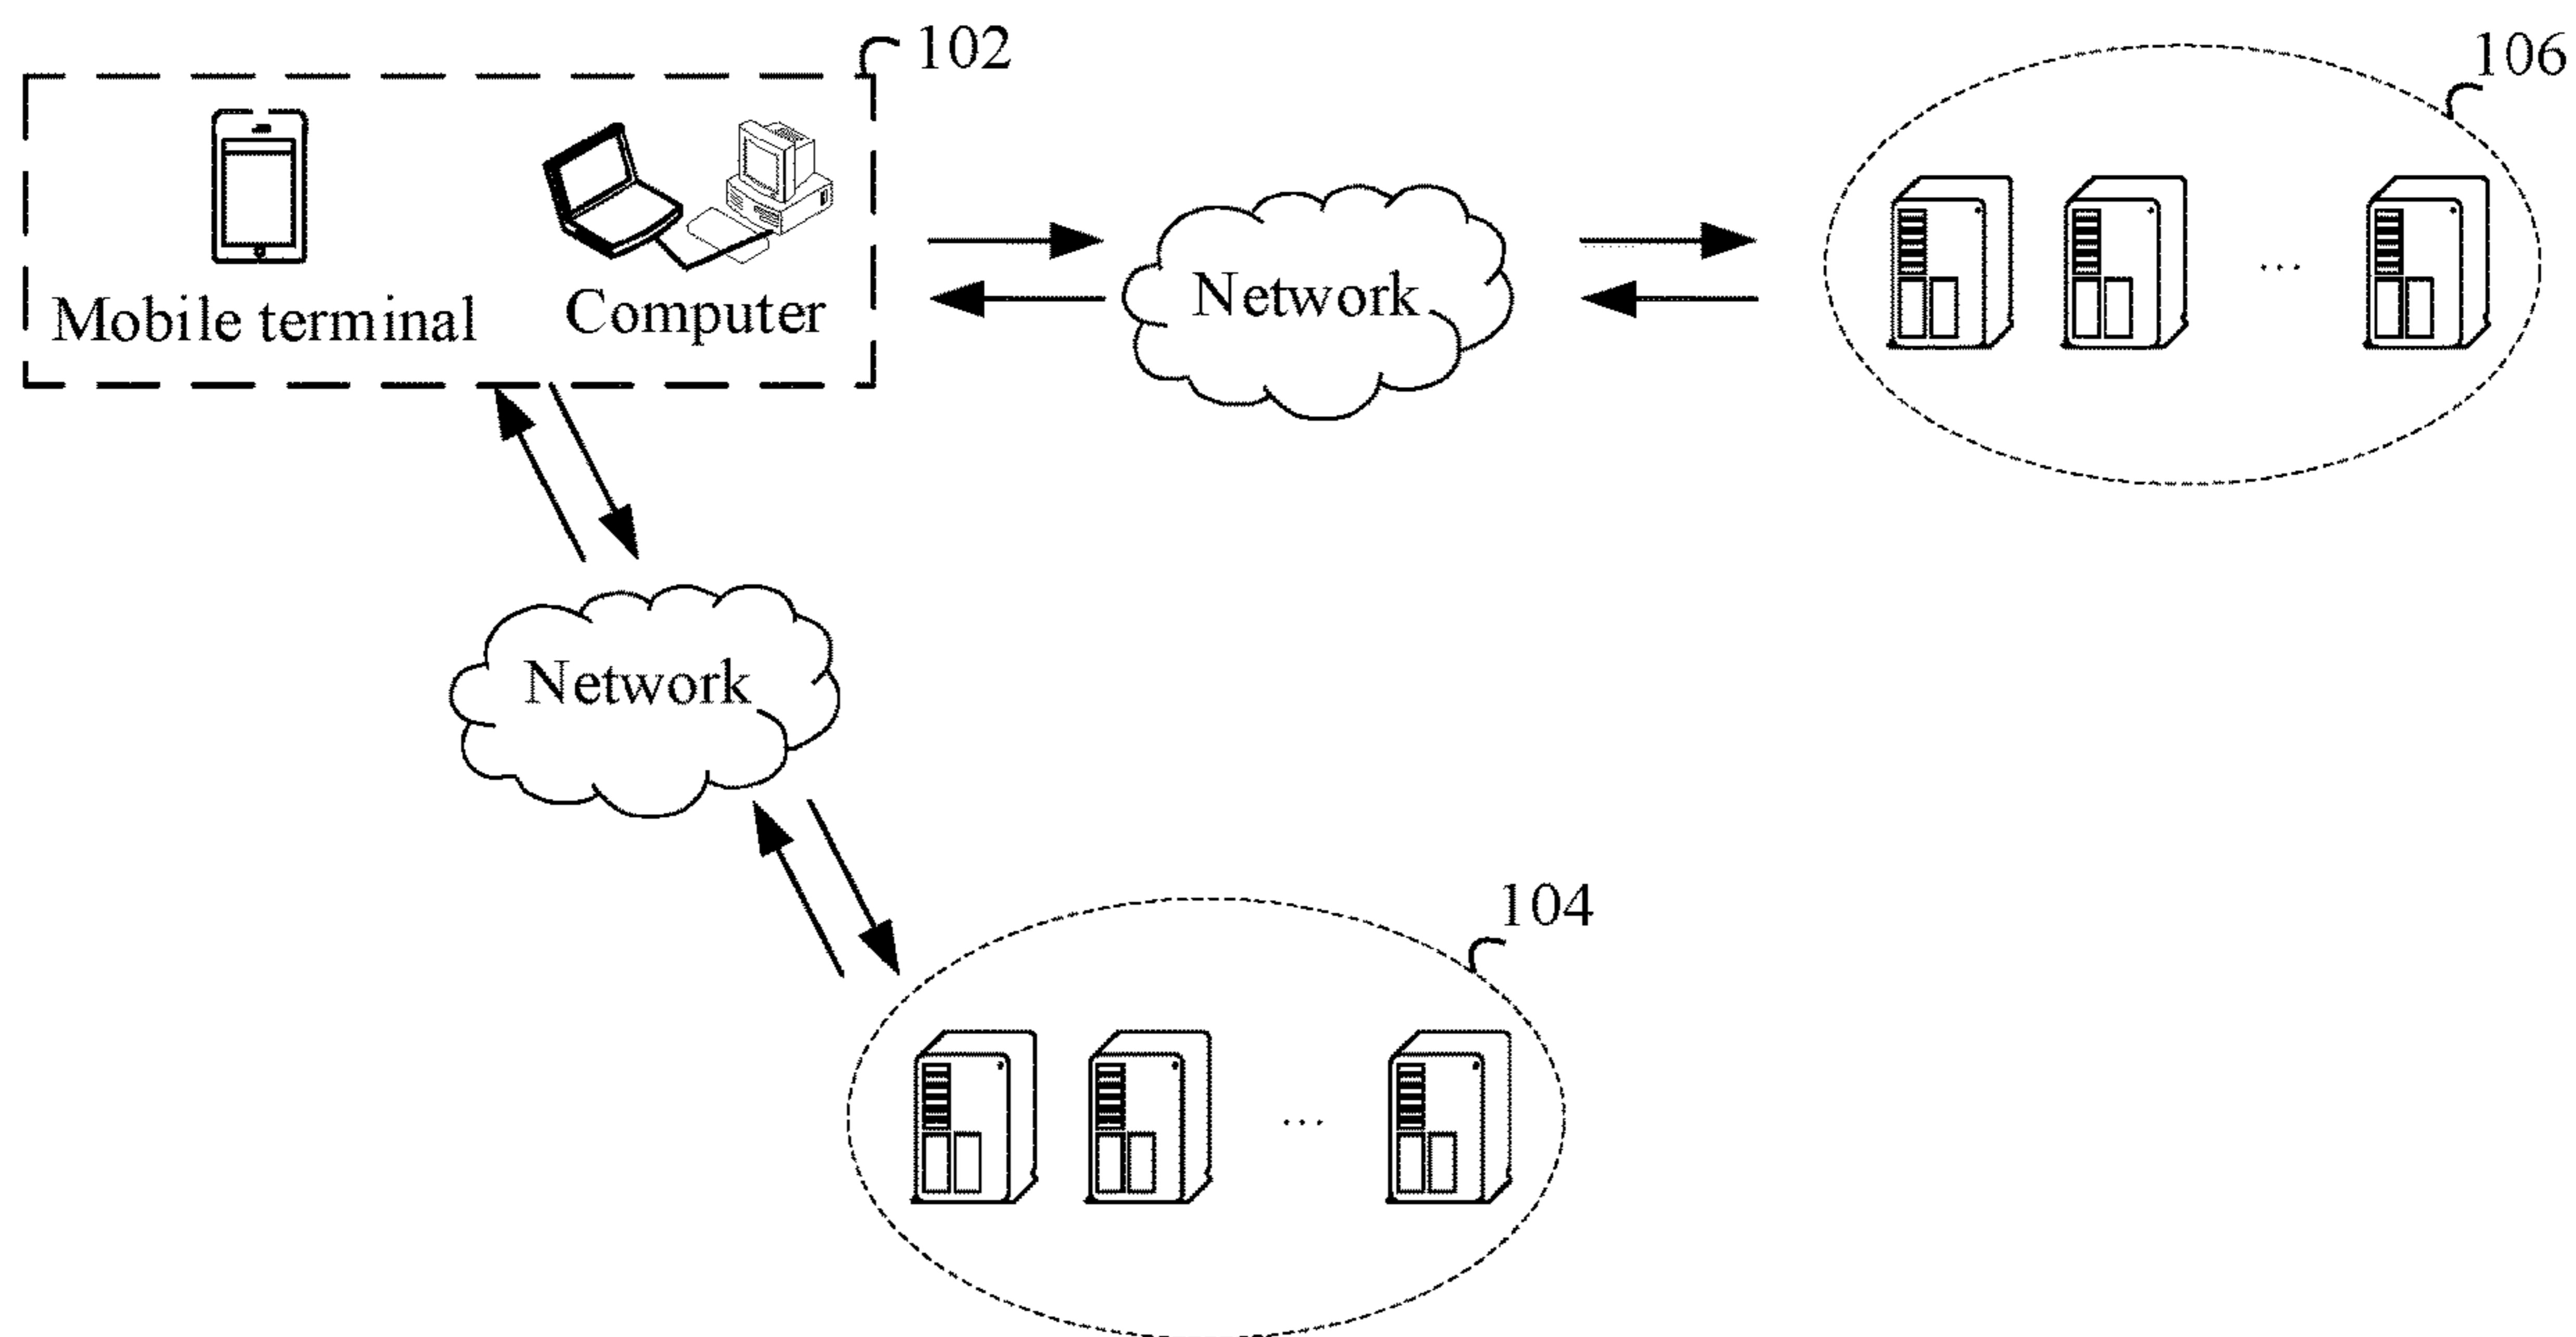 102
106
Mobile terminal
Computer
Network
...
Network
104
...